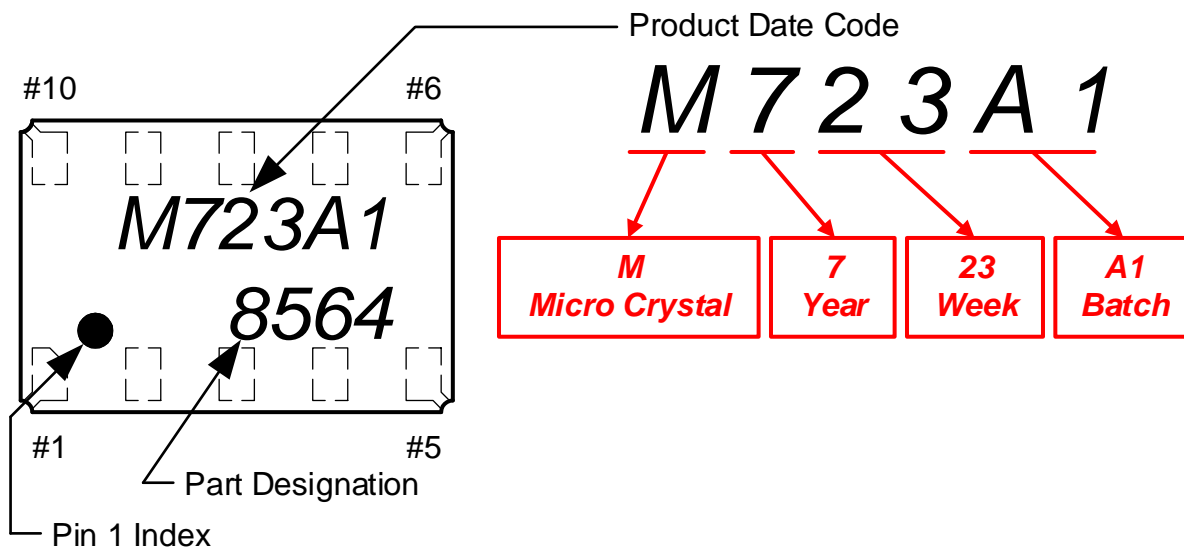 Product Date Code
M 7 2 3 A 1
#10
#6
M723A1
8564
M
Micro Crystal
7
Year
23
Week
A1
Batch
#1
#5
Part Designation
Pin 1 Index